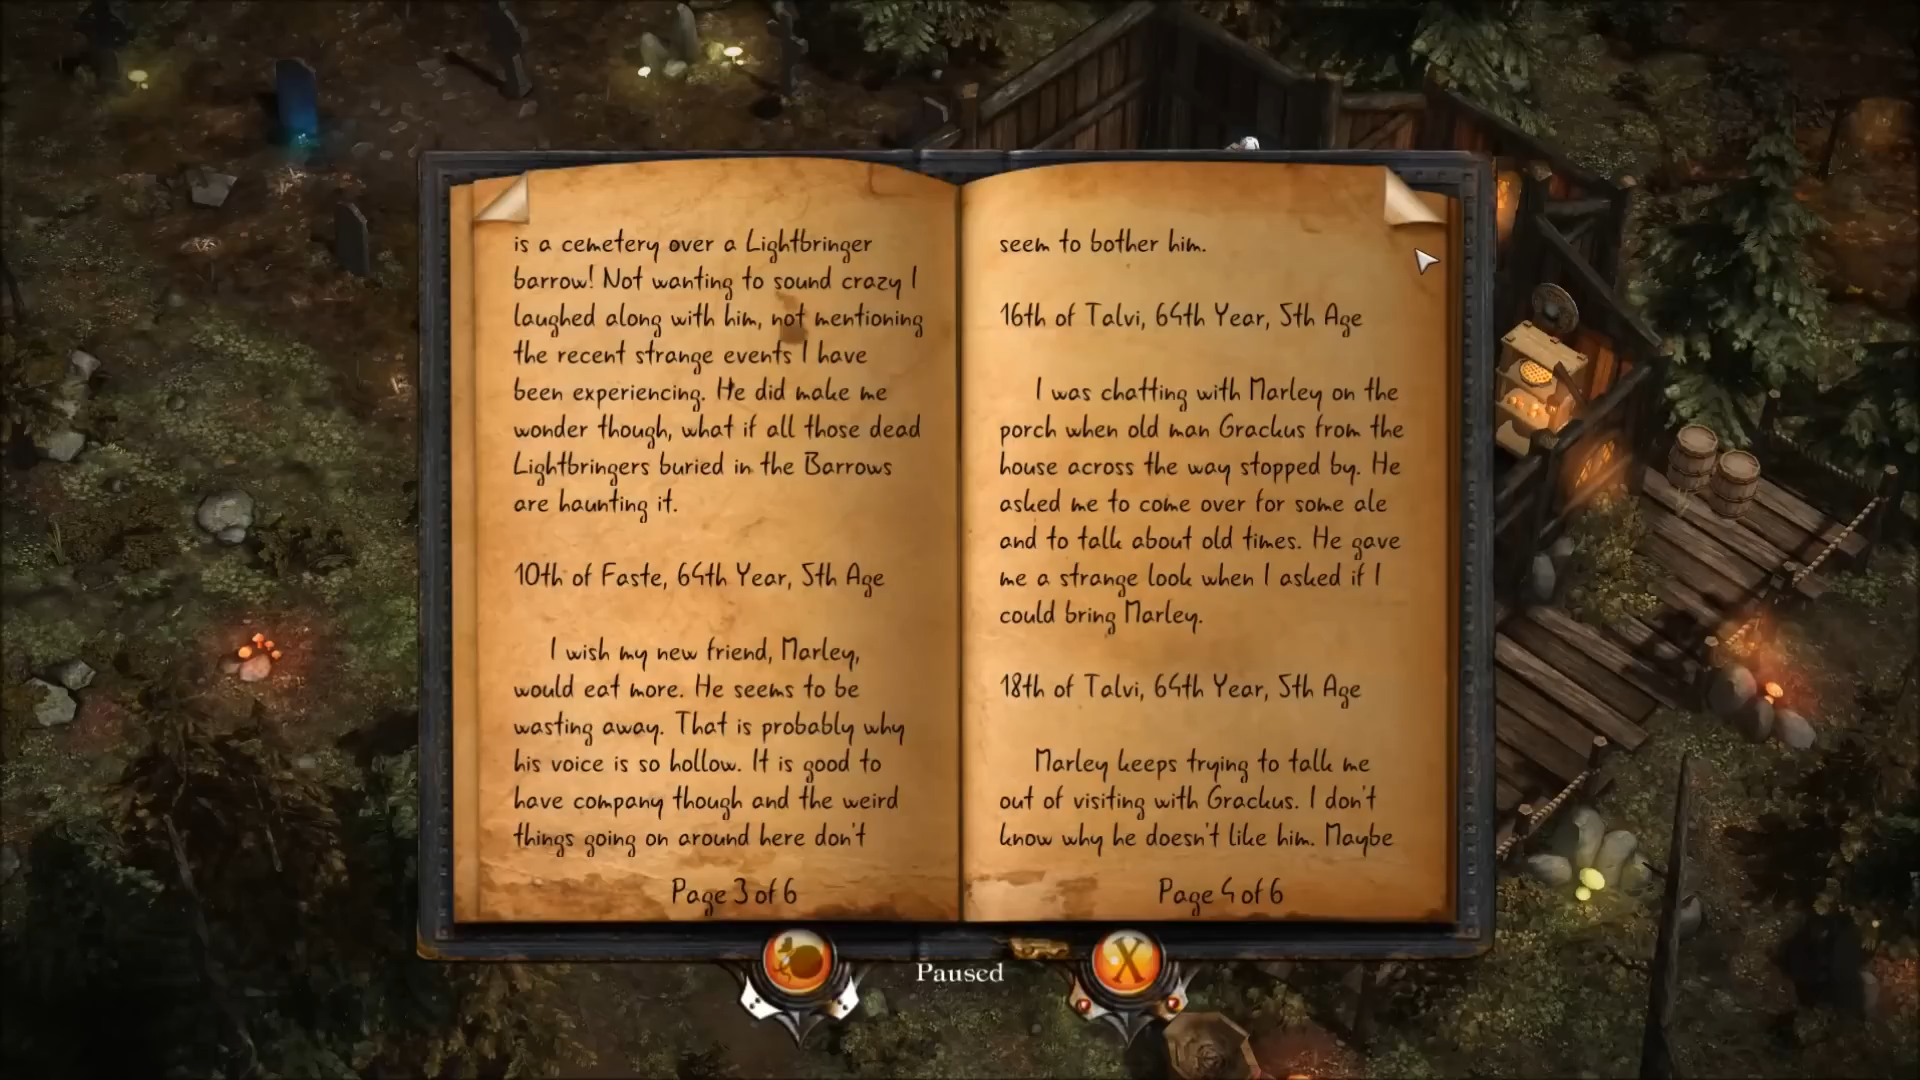 is a cemetery over a Lightbringer
barrow! Not wanting to sound crazy I
laughed along with him, not mentioning
the recent strange events I have
been experiencing. He did make me
wonder though, what if all those dead
Lightbringers buried in the Barrows
are haunting it.
10th of Faste, 64th Year, 5th Age
I wish my new friend, Marley,
would eat more. He seems to be
wasting away. That is probably why
his voice is so hollow. It is good to
have company though and the weird
things going on around here don't
Page 3 of 6
seem to bother him.
16th of Talvi, 64th Year, 5th Age
I was chatting with Marley on the
porch when old man Grackus from the
house across the way stopped by. He
asked me to come over for some ale
and to talk about old times. He gave
me a strange look when I asked if I
could bring Marley.
18th of Talvi, 64th Year, 5th Age
Marley keeps trying to talk me
out of visiting with Grackus. I don't
know why he doesn't like him. Maybe
Page 4 of 6
Paused
X